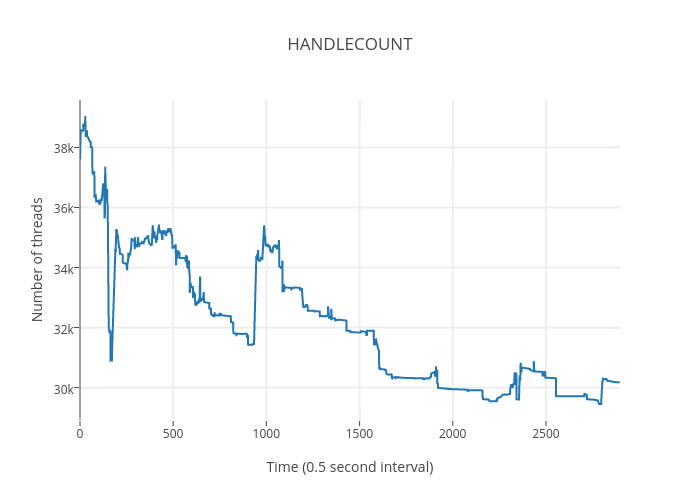 HANDLECOUNT
Number of threads
38k
36k
34k
32k
30k
0 500 1000 1500 2000 2500
Time (0.5 second interval)